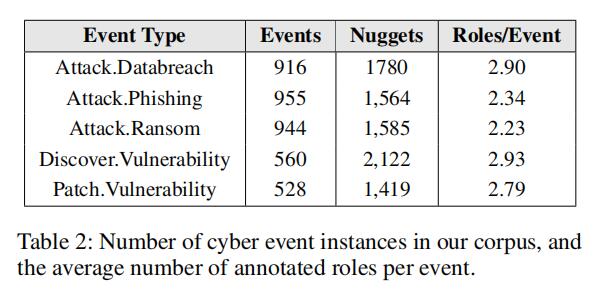 Event Type Events Nuggets Roles/Event
Attack.Databreach 916 1780 2.90
Attack.Phishing 955 1,564 2.34
Attack.Ransom 944 1,585 2.23
Discover.Vulnerability 560 2,122 2.93
Patch.Vulnerability 528 1,419 2.79
Table 2: Number of cyber event instances in our corpus, and
the average number of annotated roles per event.